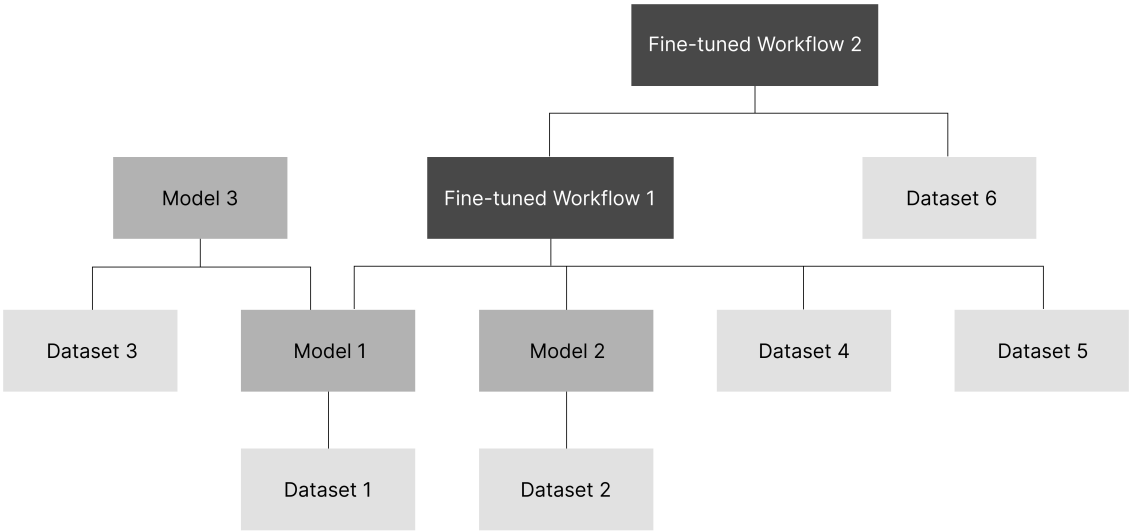 Fine-tuned Workflow 2
Model 3
Fine-tuned Workflow 1
Dataset 6
Dataset 3
Model 1
Model 2
Dataset 4
Dataset 5
Dataset 1
Dataset 2